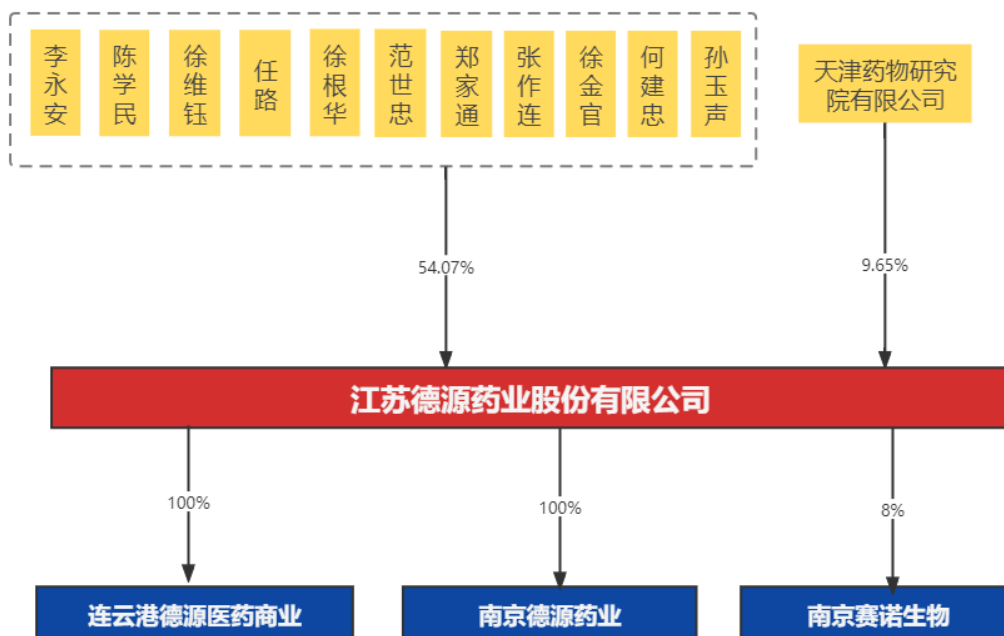 李永安
陈学民
徐维钰
任路
徐根华
范世忠
郑家通
张作连
徐金官
何建忠
孙玉声
天津药物研究
院有限公司
54.07%
9.65%
江苏德源药业股份有限公司
100%
100%
8%
连云港德源医药商业
南京德源药业
南京赛诺生物